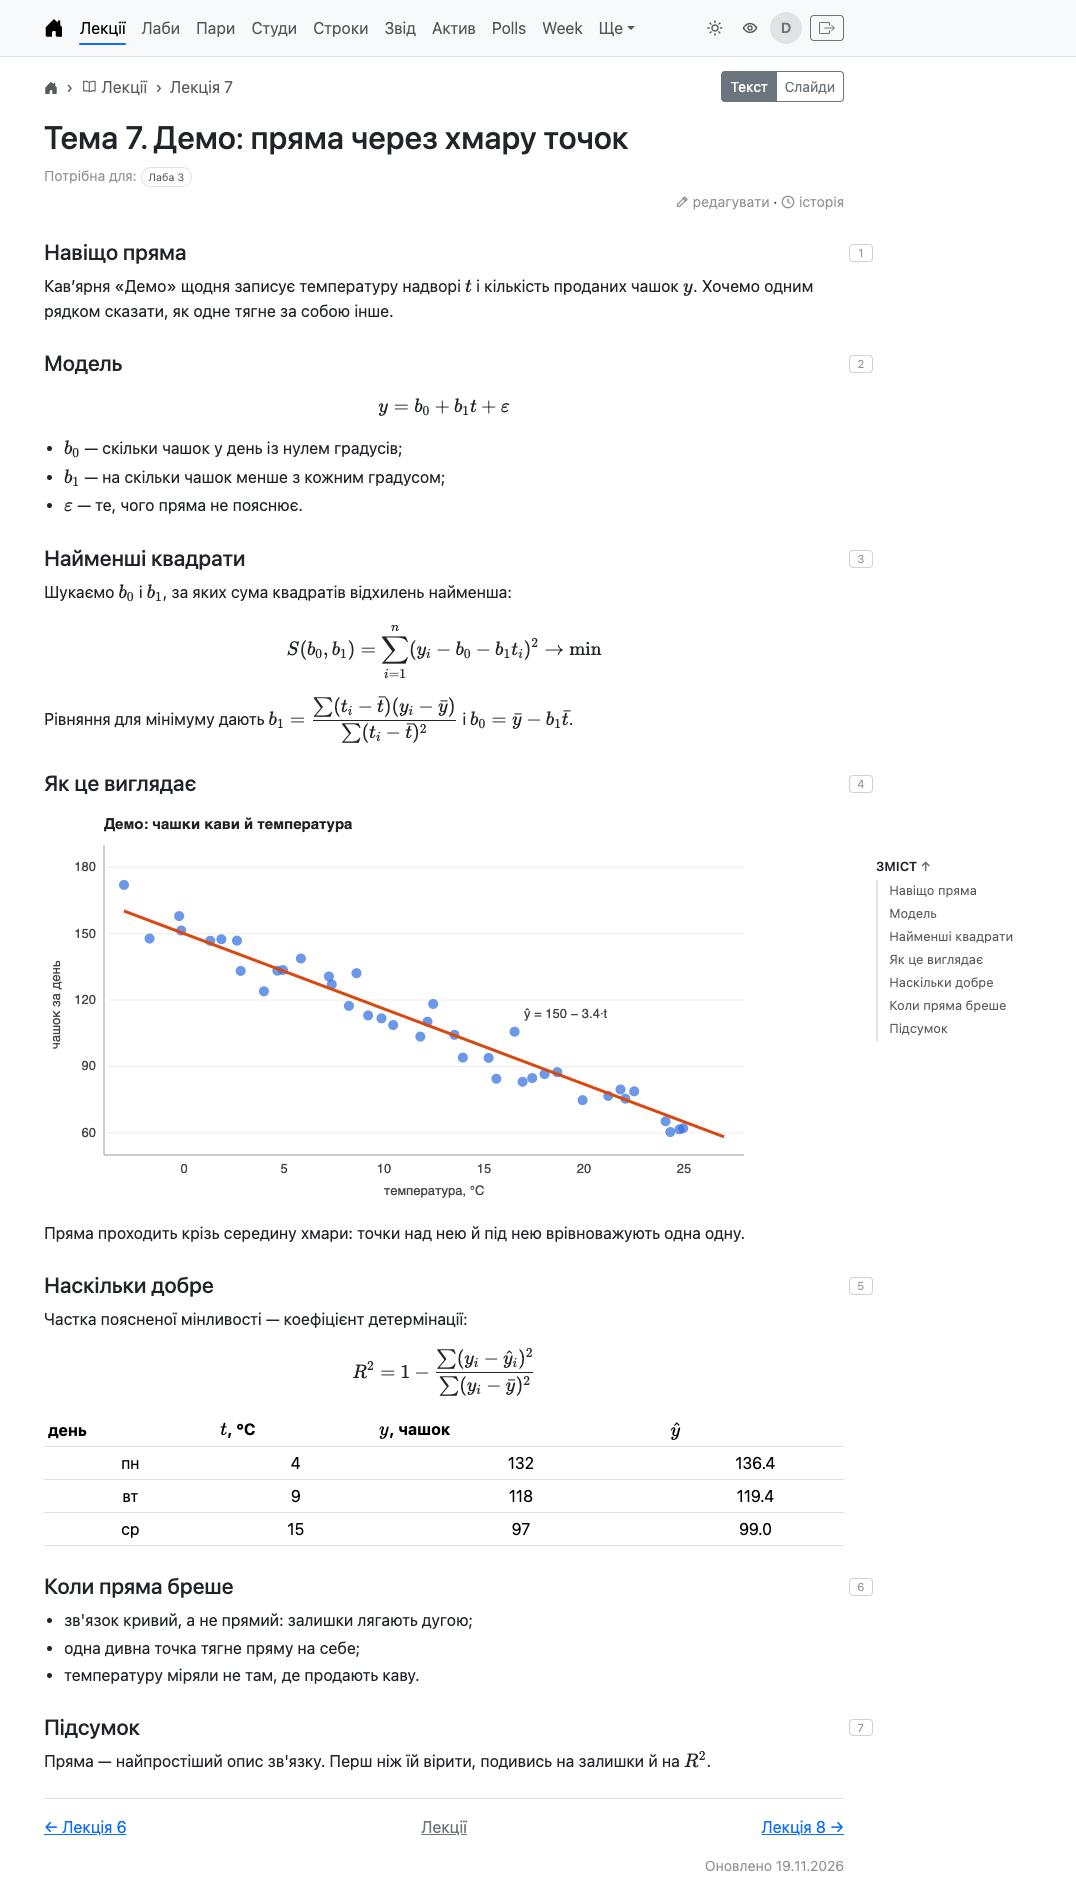 Лекції Лаби Пари Студи Строки Звід Актив Polls Week Ще D
› Лекції › Лекція 7 Текст Слайди
Тема 7. Демо: пряма через хмару точок
Потрібна для: Лаба 3
редагувати · історія
Навіщо пряма 1
Кав’ярня «Демо» щодня записує температуру надворі t і кількість проданих чашок y. Хочемо одним
рядком сказати, як одне тягне за собою інше.
Модель 2
y = b₀ + b₁t + ε
• b₀ — скільки чашок у день із нулем градусів;
• b₁ — на скільки чашок менше з кожним градусом;
• ε — те, чого пряма не пояснює.
Найменші квадрати 3
Шукаємо b₀ і b₁, за яких сума квадратів відхилень найменша:
S(b₀, b₁) = ∑ᵢ₌₁ⁿ (yᵢ − b₀ − b₁tᵢ)² → min
Рівняння для мінімуму дають b₁ = ∑(tᵢ − t̄)(yᵢ − ȳ) / ∑(tᵢ − t̄)² і b₀ = ȳ − b₁t̄.
Як це виглядає 4
Демо: чашки кави й температура
180
150
120
90
60
чашок за день
ŷ = 150 − 3.4·t
0 5 10 15 20 25
температура, °C
ЗМІСТ ↑
Навіщо пряма
Модель
Найменші квадрати
Як це виглядає
Наскільки добре
Коли пряма бреше
Підсумок
Пряма проходить крізь середину хмари: точки над нею й під нею врівноважують одна одну.
Наскільки добре 5
Частка поясненої мінливості — коефіцієнт детермінації:
R² = 1 − ∑(yᵢ − ŷᵢ)² / ∑(yᵢ − ȳ)²
день t, °C y, чашок ŷ
пн 4 132 136.4
вт 9 118 119.4
ср 15 97 99.0
Коли пряма бреше 6
• зв'язок кривий, а не прямий: залишки лягають дугою;
• одна дивна точка тягне пряму на себе;
• температуру міряли не там, де продають каву.
Підсумок 7
Пряма — найпростіший опис зв'язку. Перш ніж їй вірити, подивись на залишки й на R².
← Лекція 6 Лекції Лекція 8 →
Оновлено 19.11.2026